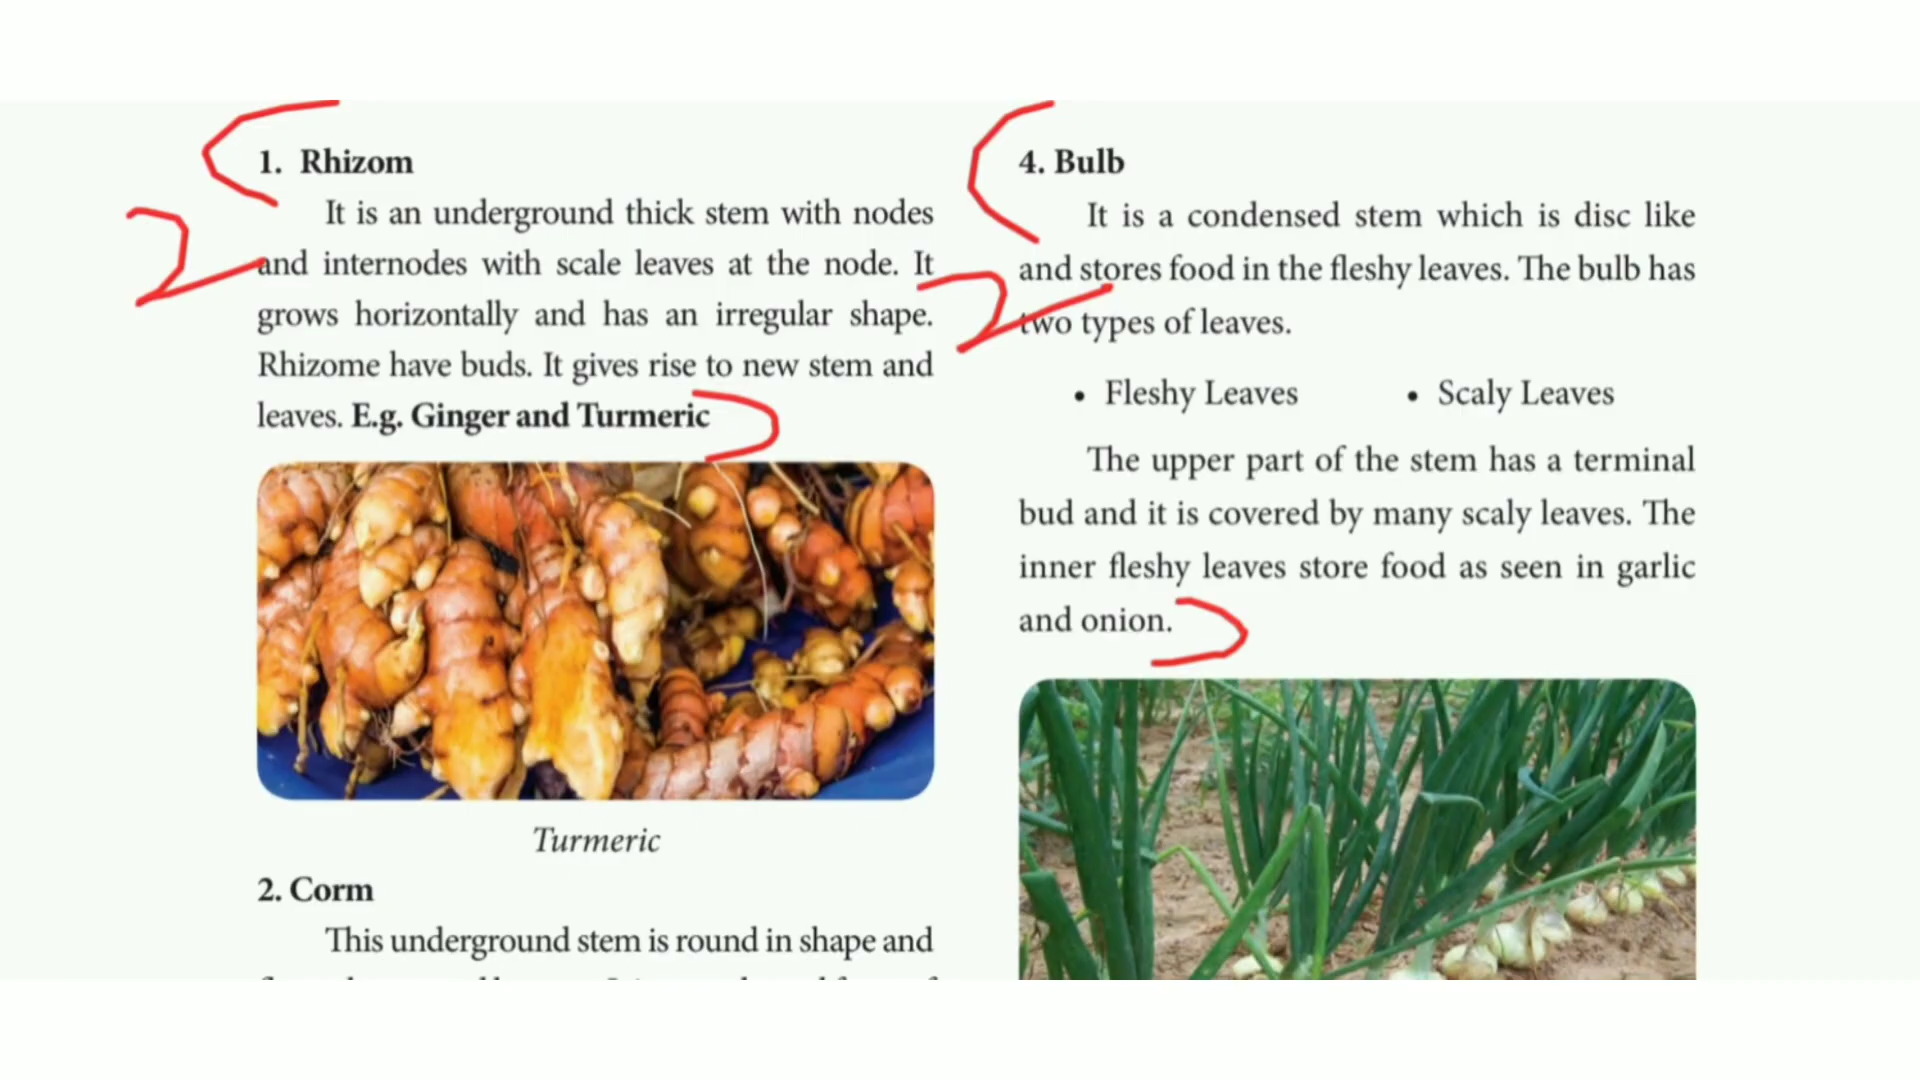 1. Rhizom
It is an underground thick stem with nodes
and internodes with scale leaves at the node. It
grows horizontally and has an irregular shape.
Rhizome have buds. It gives rise to new stem and
leaves. E.g. Ginger and Turmeric
2
Turmeric
2. Corm
This underground stem is round in shape and
4. Bulb
It is a condensed stem which is disc like
and stores food in the fleshy leaves. The bulb has
two types of leaves.
2
• Fleshy Leaves • Scaly Leaves
The upper part of the stem has a terminal
bud and it is covered by many scaly leaves. The
inner fleshy leaves store food as seen in garlic
and onion.